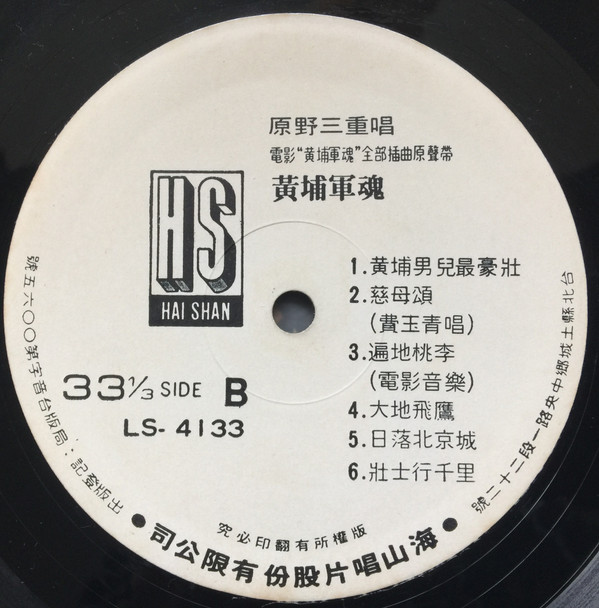 原野三重唱
電影“黄埔軍魂”全部插曲原聲帶
黃埔軍魂
HS
HAI SHAN
1.黄埔男兒最豪壯
2.慈母頌
(費玉青唱)
3.遍地桃李
(電影音樂)
4.大地飛鷹
5.日落北京城
6.壯士行千里
33⅓ SIDE B
LS-4133
出版登記：局版台音字第〇〇六五號
台北縣土城鄉中央路一段二十二號
版權所有翻印必究
●海山唱片股份有限公司●